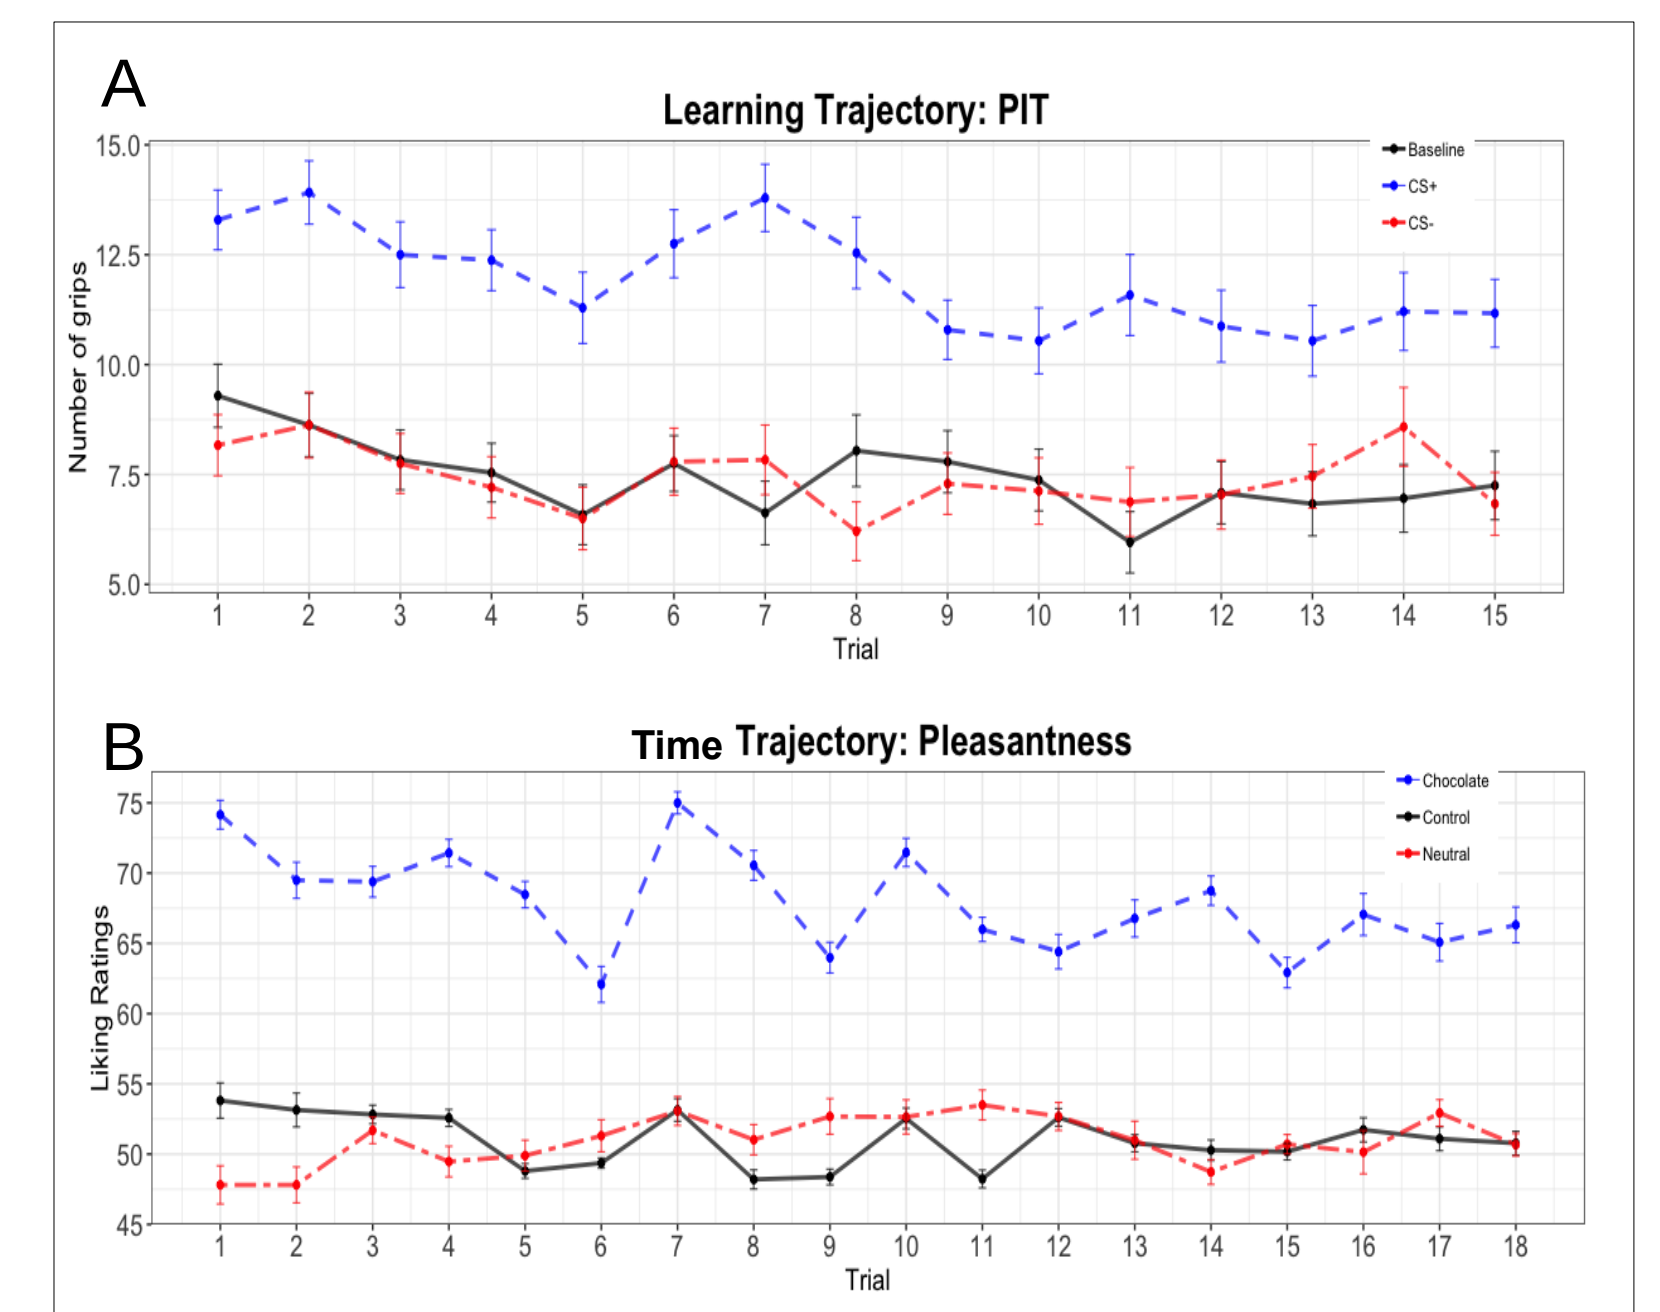 A
Learning Trajectory: PIT
15.0
12.5
10.0
7.5
5.0
Number of grips
Baseline
CS+
CS-
1 2 3 4 5 6 7 8 9 10 11 12 13 14 15
Trial
B
Time Trajectory: Pleasantness
75
70
65
60
55
50
45
Liking Ratings
Chocolate
Control
Neutral
1 2 3 4 5 6 7 8 9 10 11 12 13 14 15 16 17 18
Trial